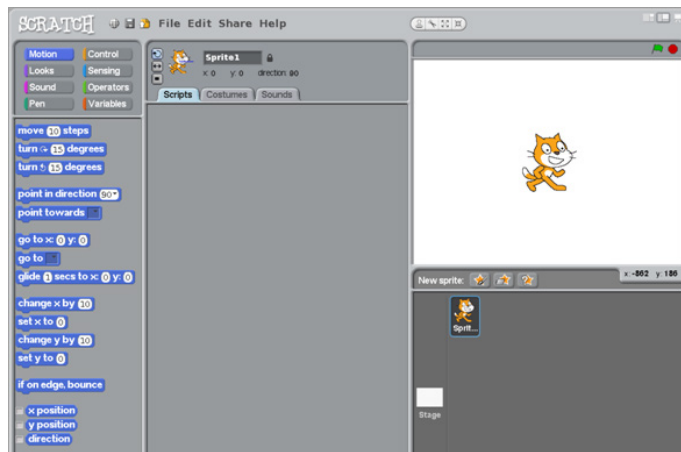 SCRATCH File Edit Share Help
Motion Control
Looks Sensing
Sound Operators
Pen Variables
Sprite1
x: 0 y: 0 direction: 90
Scripts Costumes Sounds
move 10 steps
turn 15 degrees
turn 15 degrees
point in direction 90
point towards
go to x: 0 y: 0
go to
glide 1 secs to x: 0 y: 0
change x by 10
set x to 0
change y by 10
set y to 0
if on edge, bounce
x position
y position
direction
x: -862 y: 186
New sprite:
Sprit...
Stage